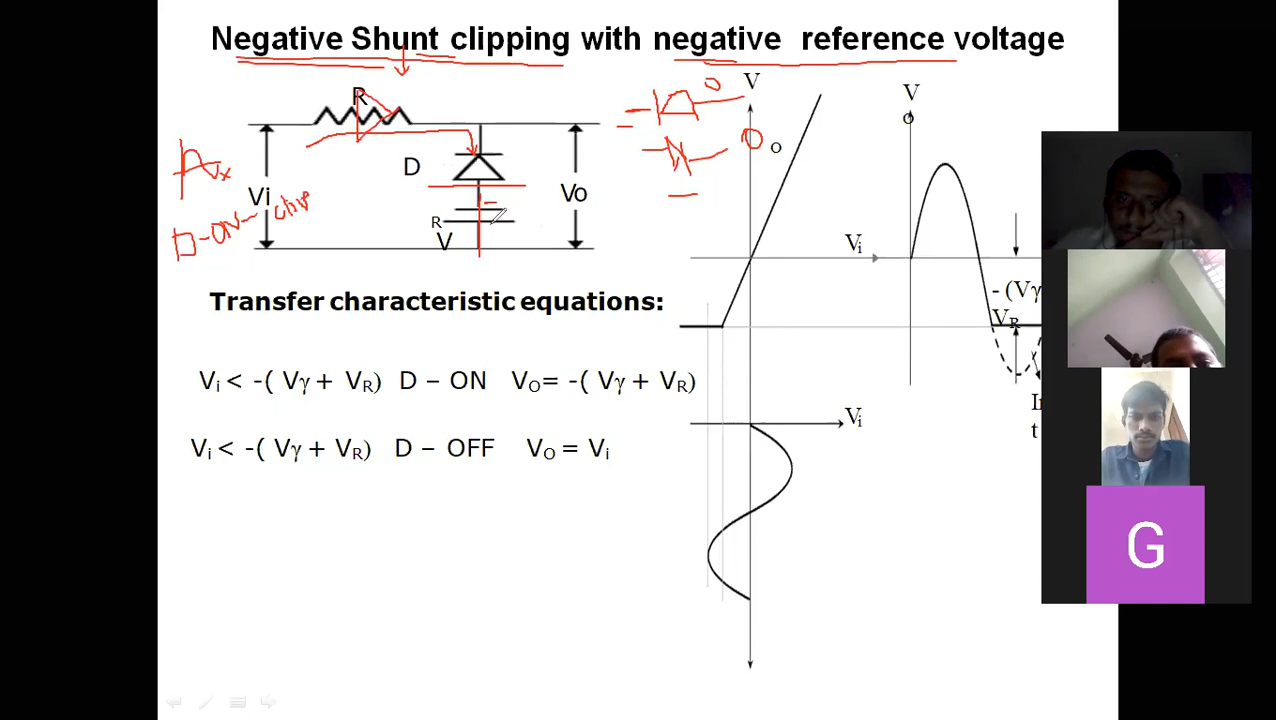 Negative Shunt clipping with negative reference voltage
R
D
Vi
Vo
R
V
D-ON-clip
-
O
O
V
o
V
o
Vi
- (Vγ
VR
Transfer characteristic equations:
Vi < -( Vγ + VR) D – ON VO= -( Vγ + VR)
Vi < -( Vγ + VR) D – OFF VO = Vi
Vi
I
t
G